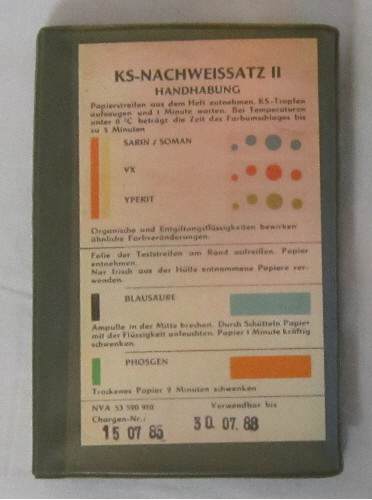 KS-NACHWEISSATZ II
HANDHABUNG
Papierstreifen aus dem Heft entnehmen, KS-Tropfen
aufsaugen und 1 Minute warten. Bei Temperaturen
unter 0 °C beträgt die Zeit des Farbumschlages bis
zu 5 Minuten
SARIN / SOMAN
VX
YPERIT
Organische und Entgiftungsflüssigkeiten bewirken
ähnliche Farbveränderungen.
Folie der Teststreifen am Rand aufreißen. Papier
entnehmen.
Nur frisch aus der Hülle entnommene Papiere ver-
wenden.
BLAUSÄURE
Ampulle in der Mitte brechen. Durch Schütteln Papier
mit der Flüssigkeit anfeuchten. Papier 1 Minute kräftig
schwenken.
PHOSGEN
Trockenes Papier 2 Minuten schwenken
NVA 53 590 910 Verwendbar bis
Chargen-Nr.:
15 07 85 30. 07. 88